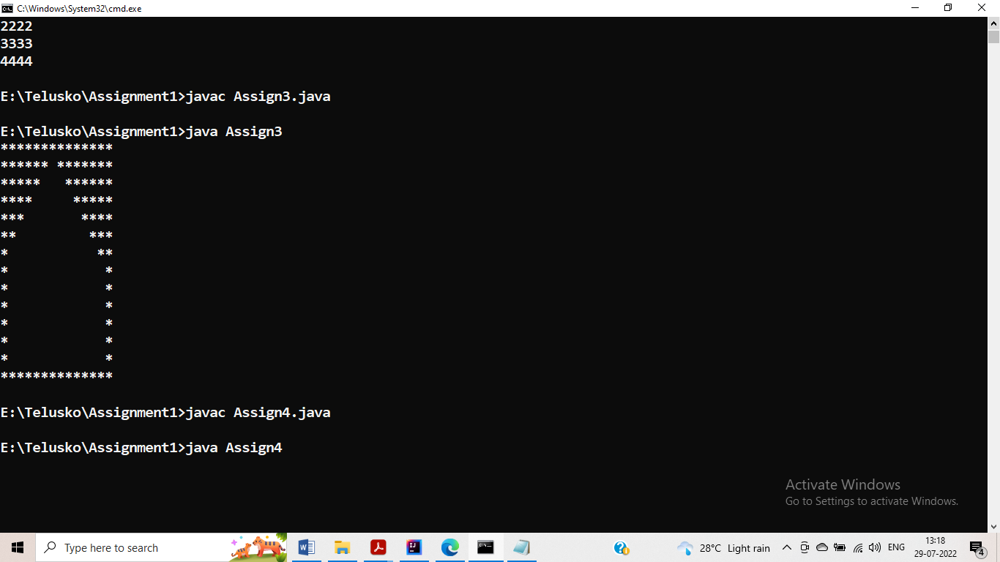 C:\Windows\System32\cmd.exe
2222
3333
4444
E:\Telusko\Assignment1>javac Assign3.java
E:\Telusko\Assignment1>java Assign3
**************
****** *******
*****   ******
****     *****
***       ****
**         ***
*           **
*            *
*            *
*            *
*            *
*            *
*            *
**************
E:\Telusko\Assignment1>javac Assign4.java
E:\Telusko\Assignment1>java Assign4
Activate Windows
Go to Settings to activate Windows.
Type here to search
28°C Light rain
ENG
13:18
29-07-2022
4